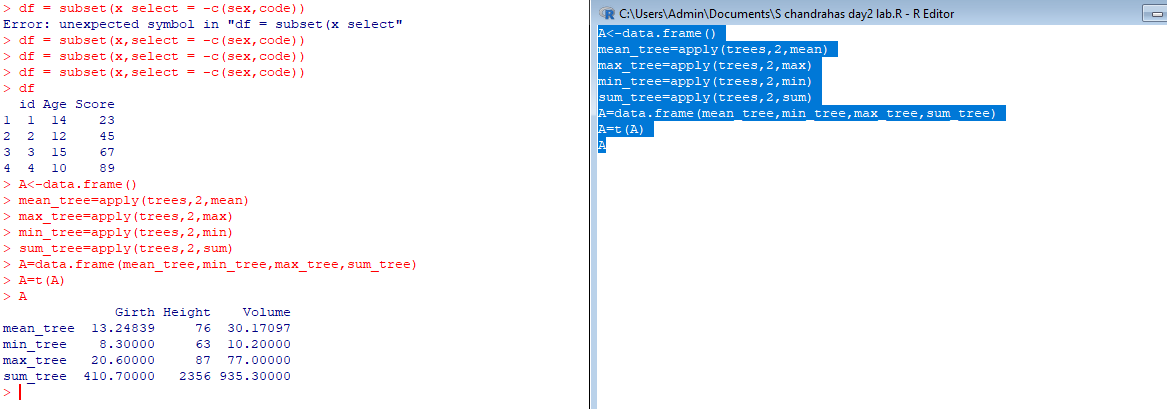 > df = subset(x select = -c(sex,code))
Error: unexpected symbol in "df = subset(x select"
> df = subset(x,select = -c(sex,code))
> df = subset(x,select = -c(sex,code))
> df = subset(x,select = -c(sex,code))
> df
  id Age Score
1  1  14    23
2  2  12    45
3  3  15    67
4  4  10    89
> A<-data.frame()
> mean_tree=apply(trees,2,mean)
> max_tree=apply(trees,2,max)
> min_tree=apply(trees,2,min)
> sum_tree=apply(trees,2,sum)
> A=data.frame(mean_tree,min_tree,max_tree,sum_tree)
> A=t(A)
> A
              Girth Height    Volume
mean_tree  13.24839     76  30.17097
min_tree    8.30000     63  10.20000
max_tree   20.60000     87  77.00000
sum_tree  410.70000   2356 935.30000
>
C:\Users\Admin\Documents\S chandrahas day2 lab.R - R Editor
A<-data.frame()
mean_tree=apply(trees,2,mean)
max_tree=apply(trees,2,max)
min_tree=apply(trees,2,min)
sum_tree=apply(trees,2,sum)
A=data.frame(mean_tree,min_tree,max_tree,sum_tree)
A=t(A)
A